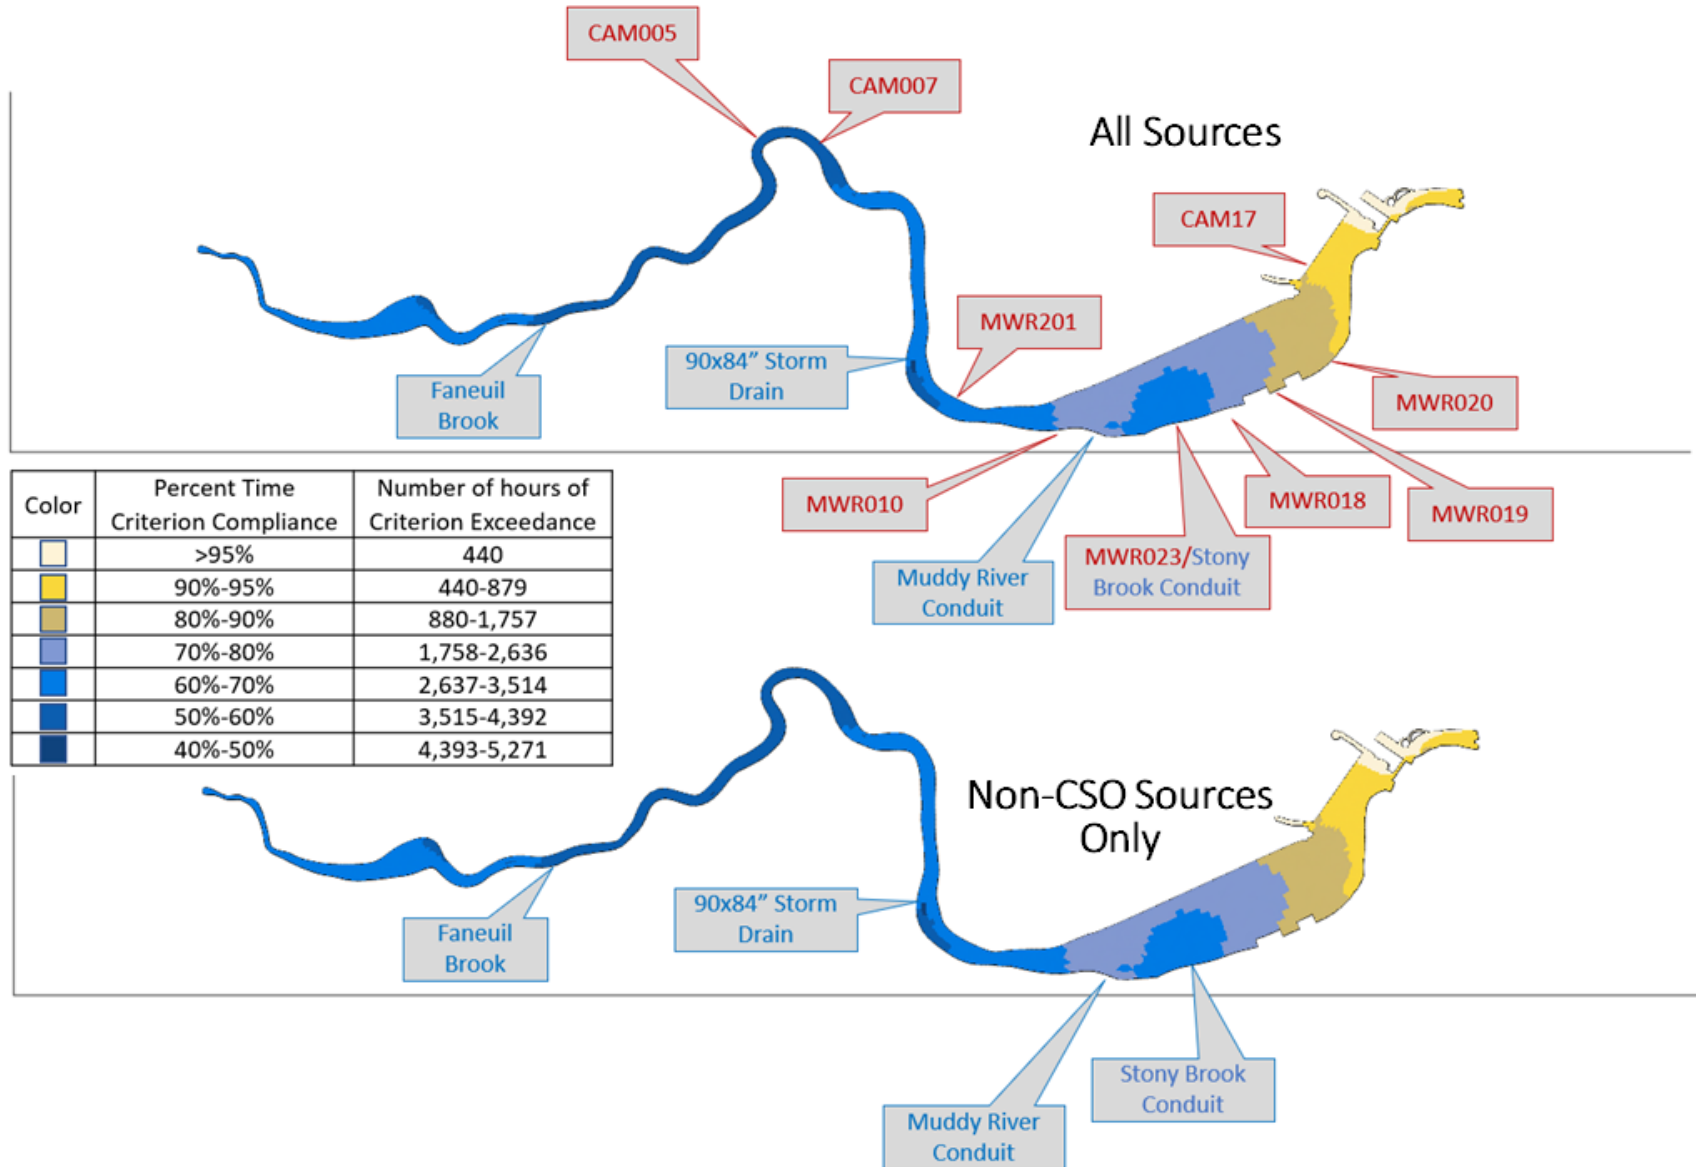 CAM005
CAM007
All Sources
CAM17
MWR201
90x84” Storm
Drain
Faneuil
Brook
MWR020
MWR010
MWR018
MWR019
Muddy River
Conduit
MWR023/Stony
Brook Conduit
Color
Percent Time
Criterion Compliance
Number of hours of
Criterion Exceedance
>95% 440
90%-95% 440-879
80%-90% 880-1,757
70%-80% 1,758-2,636
60%-70% 2,637-3,514
50%-60% 3,515-4,392
40%-50% 4,393-5,271
Non-CSO Sources
Only
90x84” Storm
Drain
Faneuil
Brook
Stony Brook
Conduit
Muddy River
Conduit